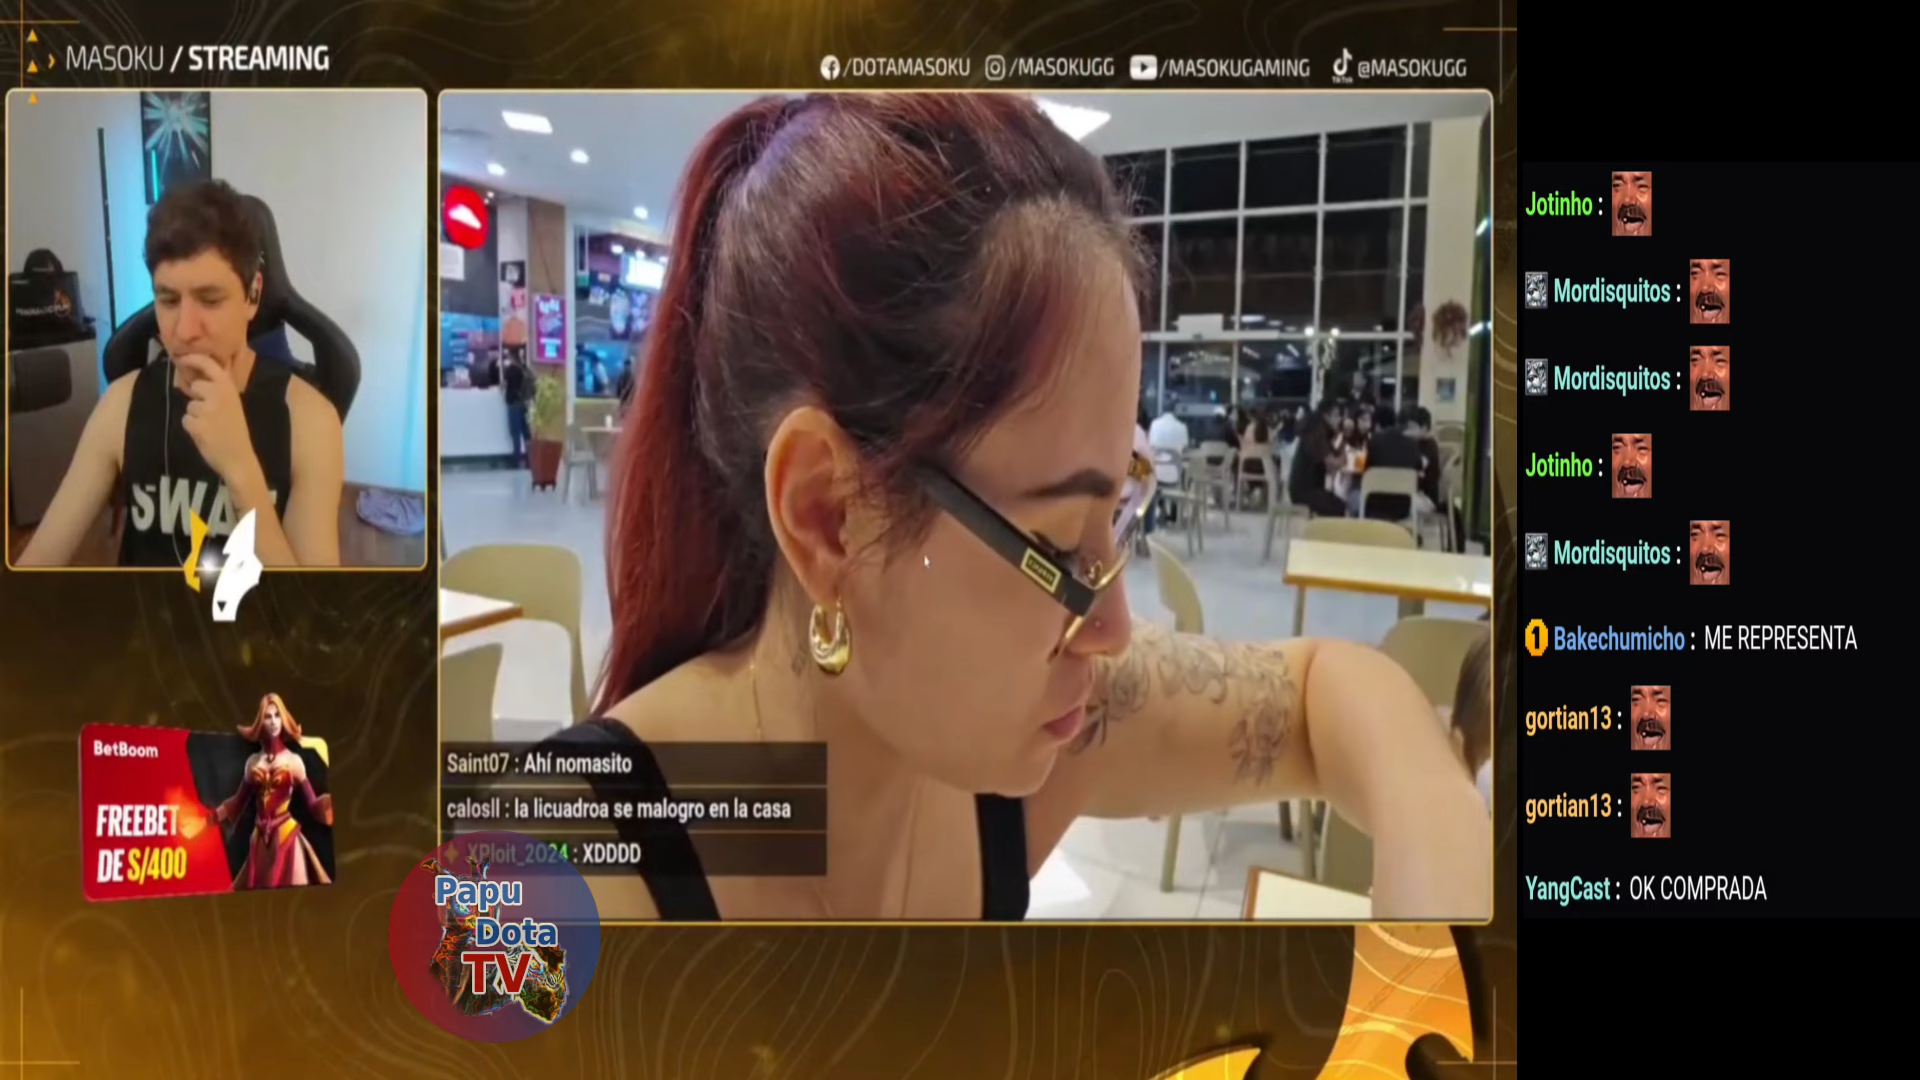 MASOKU / STREAMING
/DOTAMASOKU /MASOKUGG /MASOKUGAMING @MASOKUGG
SWA
BetBoom
FREEBET
DE S/400
Saint07 : Ahí nomasito
calosll : la licuadroa se malogro en la casa
XPloit_2024 : XDDDD
Papu
Dota
TV
Jotinho :
Mordisquitos :
Mordisquitos :
Jotinho :
Mordisquitos :
1 Bakechumicho : ME REPRESENTA
gortian13 :
gortian13 :
YangCast : OK COMPRADA